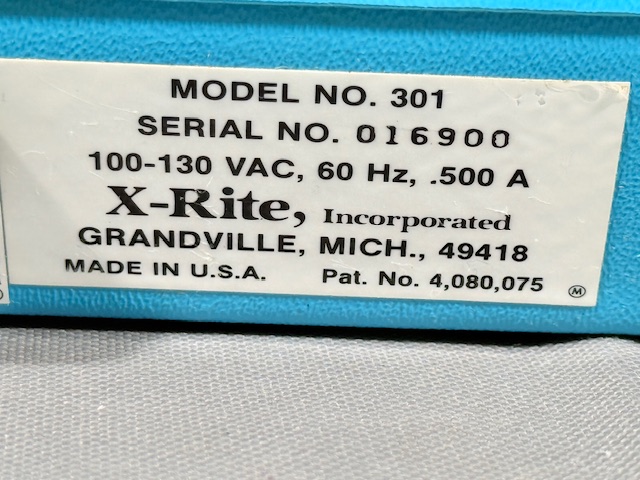 MODEL NO. 301
SERIAL NO. 016900
100-130 VAC, 60 Hz, .500 A
X-Rite, Incorporated
GRANDVILLE, MICH., 49418
MADE IN U.S.A. Pat. No. 4,080,075 Ⓜ